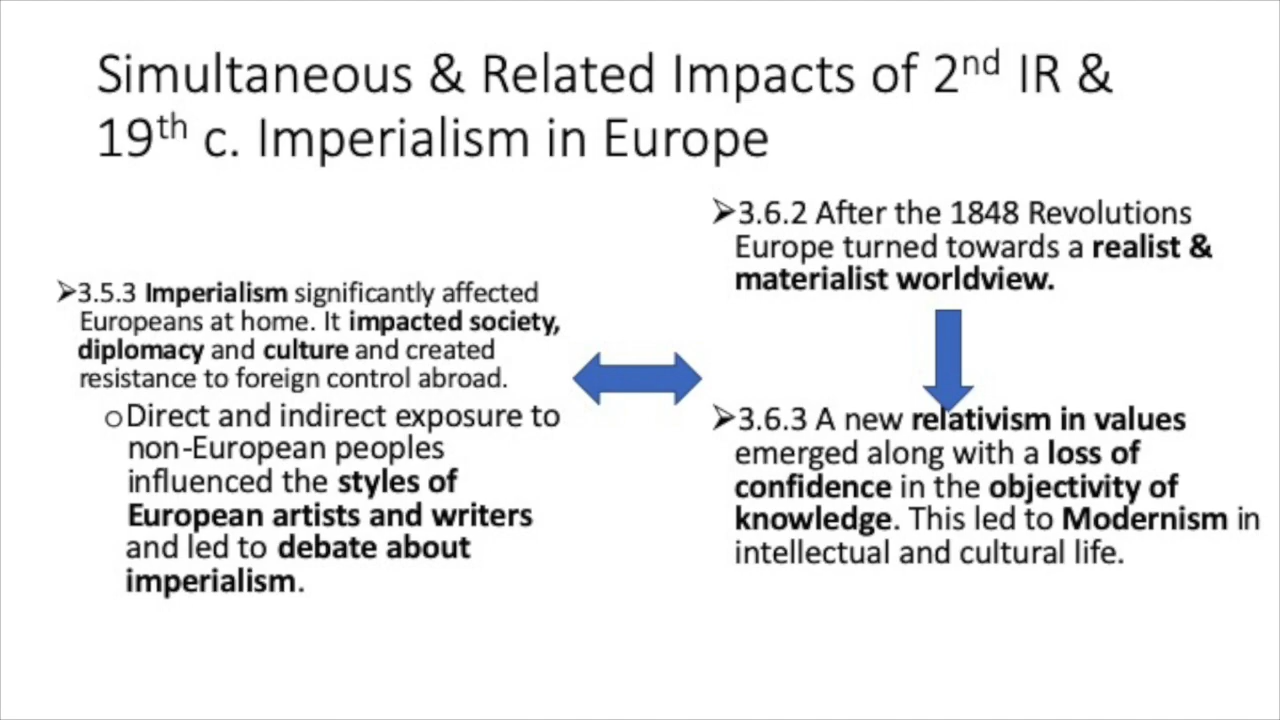 Simultaneous & Related Impacts of 2nd IR &
19th c. Imperialism in Europe
➢3.5.3 Imperialism significantly affected
Europeans at home. It impacted society,
diplomacy and culture and created
resistance to foreign control abroad.
oDirect and indirect exposure to
non-European peoples
influenced the styles of
European artists and writers
and led to debate about
imperialism.
➢3.6.2 After the 1848 Revolutions
Europe turned towards a realist &
materialist worldview.
➢3.6.3 A new relativism in values
emerged along with a loss of
confidence in the objectivity of
knowledge. This led to Modernism in
intellectual and cultural life.